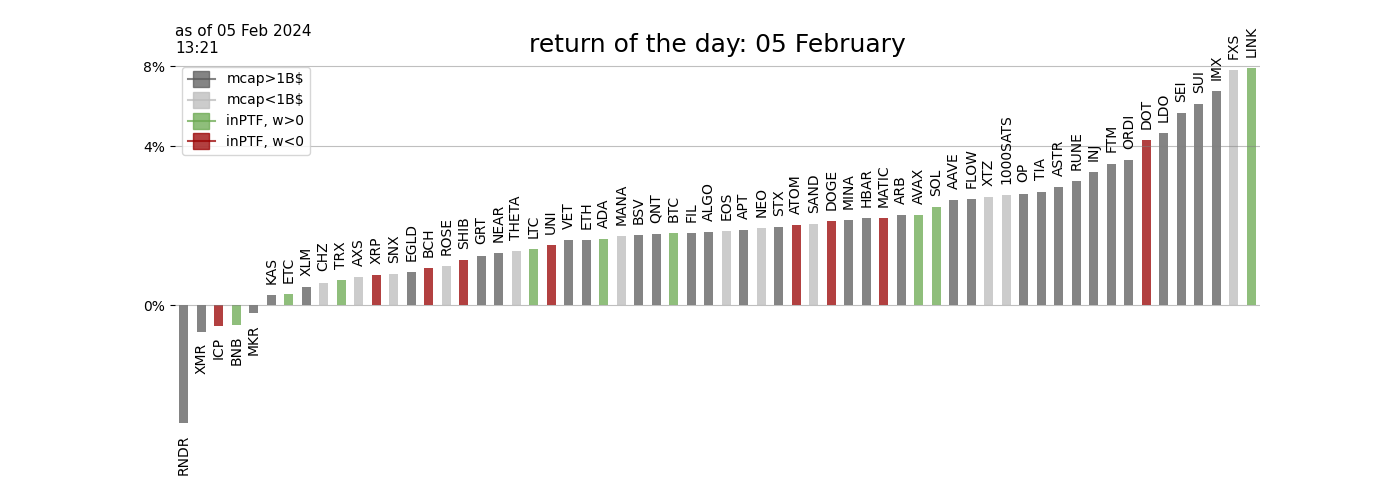 as of 05 Feb 2024
13:21
return of the day: 05 February
8%
4%
0%
mcap>1B$
mcap<1B$
inPTF, w>0
inPTF, w<0
RNDR
XMR
ICP
BNB
MKR
KAS
ETC
XLM
CHZ
TRX
AXS
XRP
SNX
EGLD
BCH
ROSE
SHIB
GRT
NEAR
THETA
LTC
UNI
VET
ETH
ADA
MANA
BSV
QNT
BTC
FIL
ALGO
EOS
APT
NEO
STX
ATOM
SAND
DOGE
MINA
HBAR
MATIC
ARB
AVAX
SOL
AAVE
FLOW
XTZ
1000SATS
OP
TIA
ASTR
RUNE
INJ
FTM
ORDI
DOT
LDO
SEI
SUI
IMX
FXS
LINK